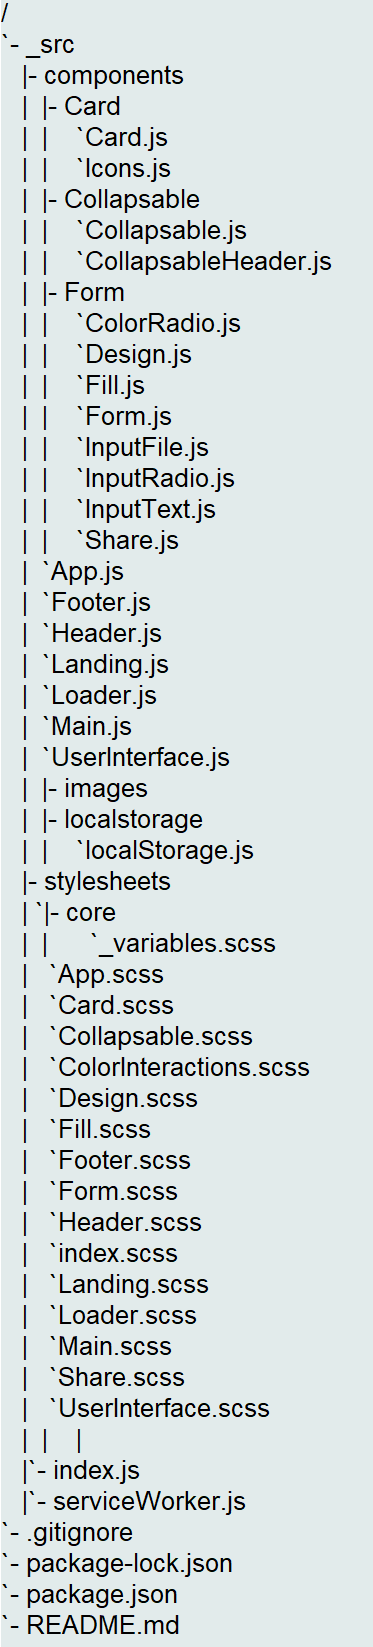 /
`- _src
   |- components
   |  |- Card
   |  |    `Card.js
   |  |    `Icons.js
   |  |- Collapsable
   |  |    `Collapsable.js
   |  |    `CollapsableHeader.js
   |  |- Form
   |  |    `ColorRadio.js
   |  |    `Design.js
   |  |    `Fill.js
   |  |    `Form.js
   |  |    `InputFile.js
   |  |    `InputRadio.js
   |  |    `InputText.js
   |  |    `Share.js
   |  `App.js
   |  `Footer.js
   |  `Header.js
   |  `Landing.js
   |  `Loader.js
   |  `Main.js
   |  `UserInterface.js
   |  |- images
   |  |- localstorage
   |  |    `localStorage.js
   |- stylesheets
   | `|- core
   |  |      `_variables.scss
   |   `App.scss
   |   `Card.scss
   |   `Collapsable.scss
   |   `ColorInteractions.scss
   |   `Design.scss
   |   `Fill.scss
   |   `Footer.scss
   |   `Form.scss
   |   `Header.scss
   |   `index.scss
   |   `Landing.scss
   |   `Loader.scss
   |   `Main.scss
   |   `Share.scss
   |   `UserInterface.scss
   |  |    |
   |`- index.js
   |`- serviceWorker.js
`- .gitignore
`- package-lock.json
`- package.json
`- README.md